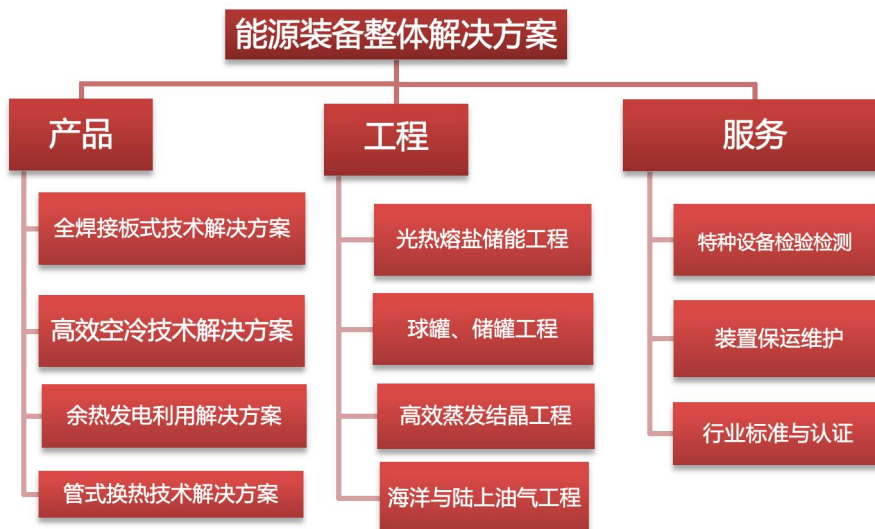 能源装备整体解决方案
产品
全焊接板式技术解决方案
高效空冷技术解决方案
余热发电利用解决方案
管式换热技术解决方案
工程
光热熔盐储能工程
球罐、储罐工程
高效蒸发结晶工程
海洋与陆上油气工程
服务
特种设备检验检测
装置保运维护
行业标准与认证